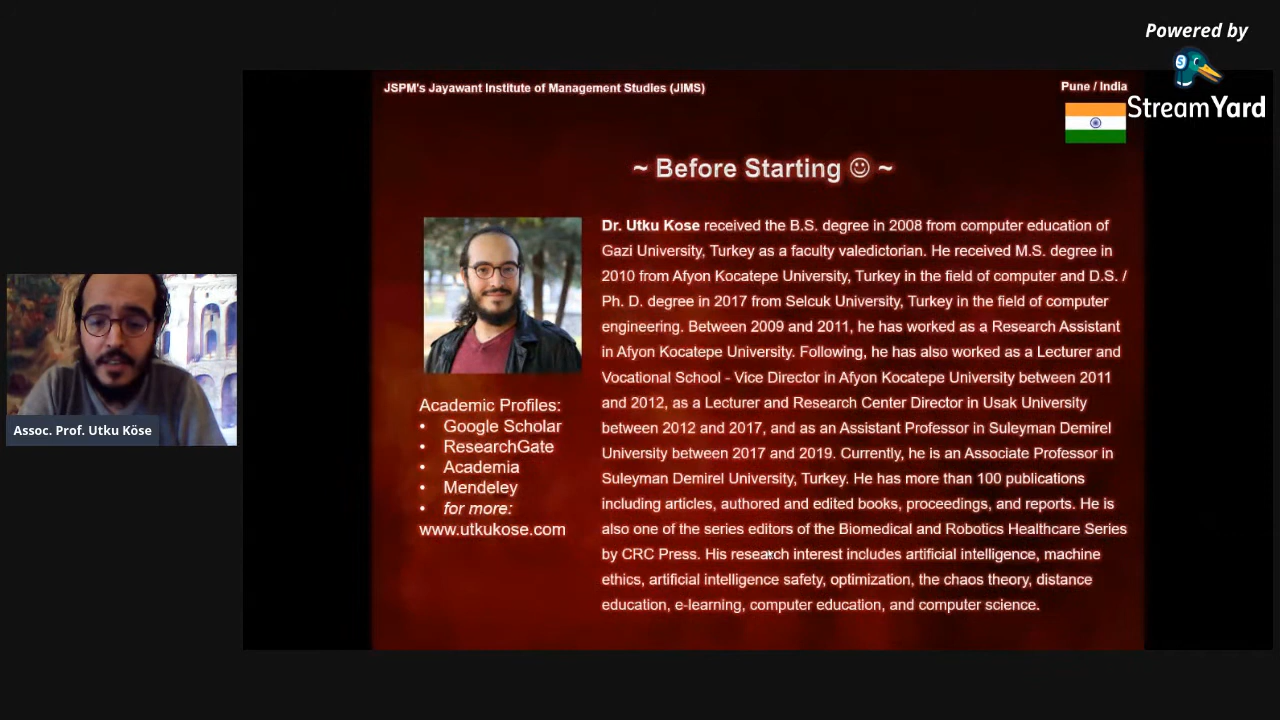 Powered by
StreamYard
JSPM's Jayawant Institute of Management Studies (JIMS)
Pune / India
~ Before Starting ☺ ~
Dr. Utku Kose received the B.S. degree in 2008 from computer education of
Gazi University, Turkey as a faculty valedictorian. He received M.S. degree in
2010 from Afyon Kocatepe University, Turkey in the field of computer and D.S. /
Ph. D. degree in 2017 from Selcuk University, Turkey in the field of computer
engineering. Between 2009 and 2011, he has worked as a Research Assistant
in Afyon Kocatepe University. Following, he has also worked as a Lecturer and
Vocational School - Vice Director in Afyon Kocatepe University between 2011
and 2012, as a Lecturer and Research Center Director in Usak University
between 2012 and 2017, and as an Assistant Professor in Suleyman Demirel
University between 2017 and 2019. Currently, he is an Associate Professor in
Suleyman Demirel University, Turkey. He has more than 100 publications
including articles, authored and edited books, proceedings, and reports. He is
also one of the series editors of the Biomedical and Robotics Healthcare Series
by CRC Press. His research interest includes artificial intelligence, machine
ethics, artificial intelligence safety, optimization, the chaos theory, distance
education, e-learning, computer education, and computer science.
Academic Profiles:
• Google Scholar
• ResearchGate
• Academia
• Mendeley
• for more:
www.utkukose.com
Assoc. Prof. Utku Köse